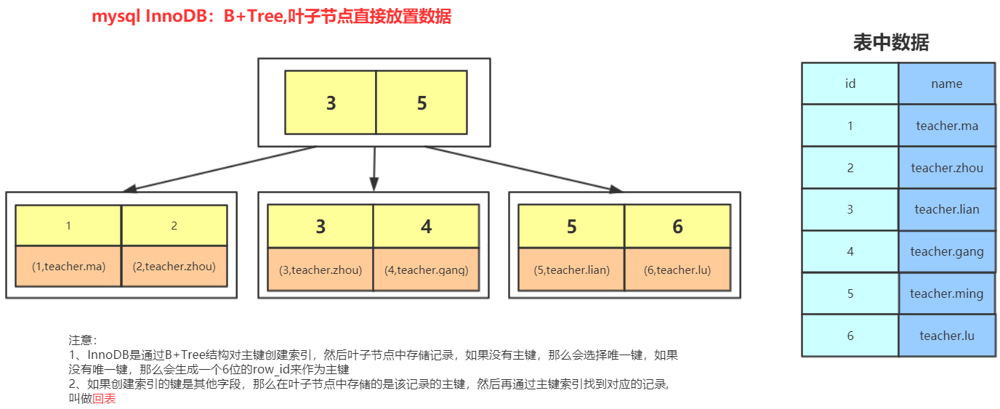 mysql InnoDB：B+Tree,叶子节点直接放置数据
表中数据
3 5
1 2
(1,teacher.ma) (2,teacher.zhou)
3 4
(3,teacher.zhou) (4,teacher.gang)
5 6
(5,teacher.lian) (6,teacher.lu)
id name
1 teacher.ma
2 teacher.zhou
3 teacher.lian
4 teacher.gang
5 teacher.ming
6 teacher.lu
注意：
1、InnoDB是通过B+Tree结构对主键创建索引，然后叶子节点中存储记录，如果没有主键，那么会选择唯一键，如果
没有唯一键，那么会生成一个6位的row_id来作为主键
2、如果创建索引的键是其他字段，那么在叶子节点中存储的是该记录的主键，然后再通过主键索引找到对应的记录,
叫做回表